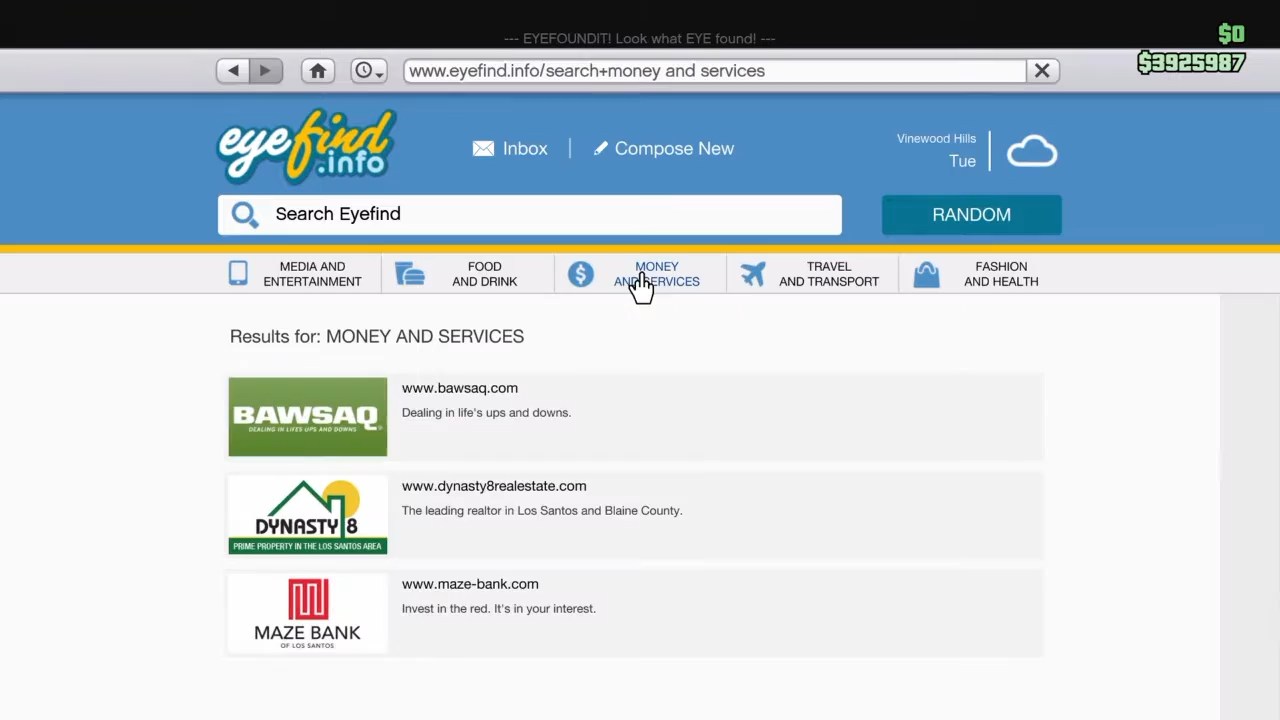 --- EYEFOUNDIT! Look what EYE found! ---
$0
$3925987
www.eyefind.info/search+money and services
eyefind
.info
Inbox
Compose New
Vinewood Hills
Tue
Search Eyefind
RANDOM
MEDIA AND
ENTERTAINMENT
FOOD
AND DRINK
MONEY
AND SERVICES
TRAVEL
AND TRANSPORT
FASHION
AND HEALTH
Results for: MONEY AND SERVICES
BAWSAQ
DEALING IN LIFES UPS AND DOWNS
www.bawsaq.com
Dealing in life's ups and downs.
DYNASTY 8
PRIME PROPERTY IN THE LOS SANTOS AREA
www.dynasty8realestate.com
The leading realtor in Los Santos and Blaine County.
MAZE BANK
OF LOS SANTOS
www.maze-bank.com
Invest in the red. It's in your interest.